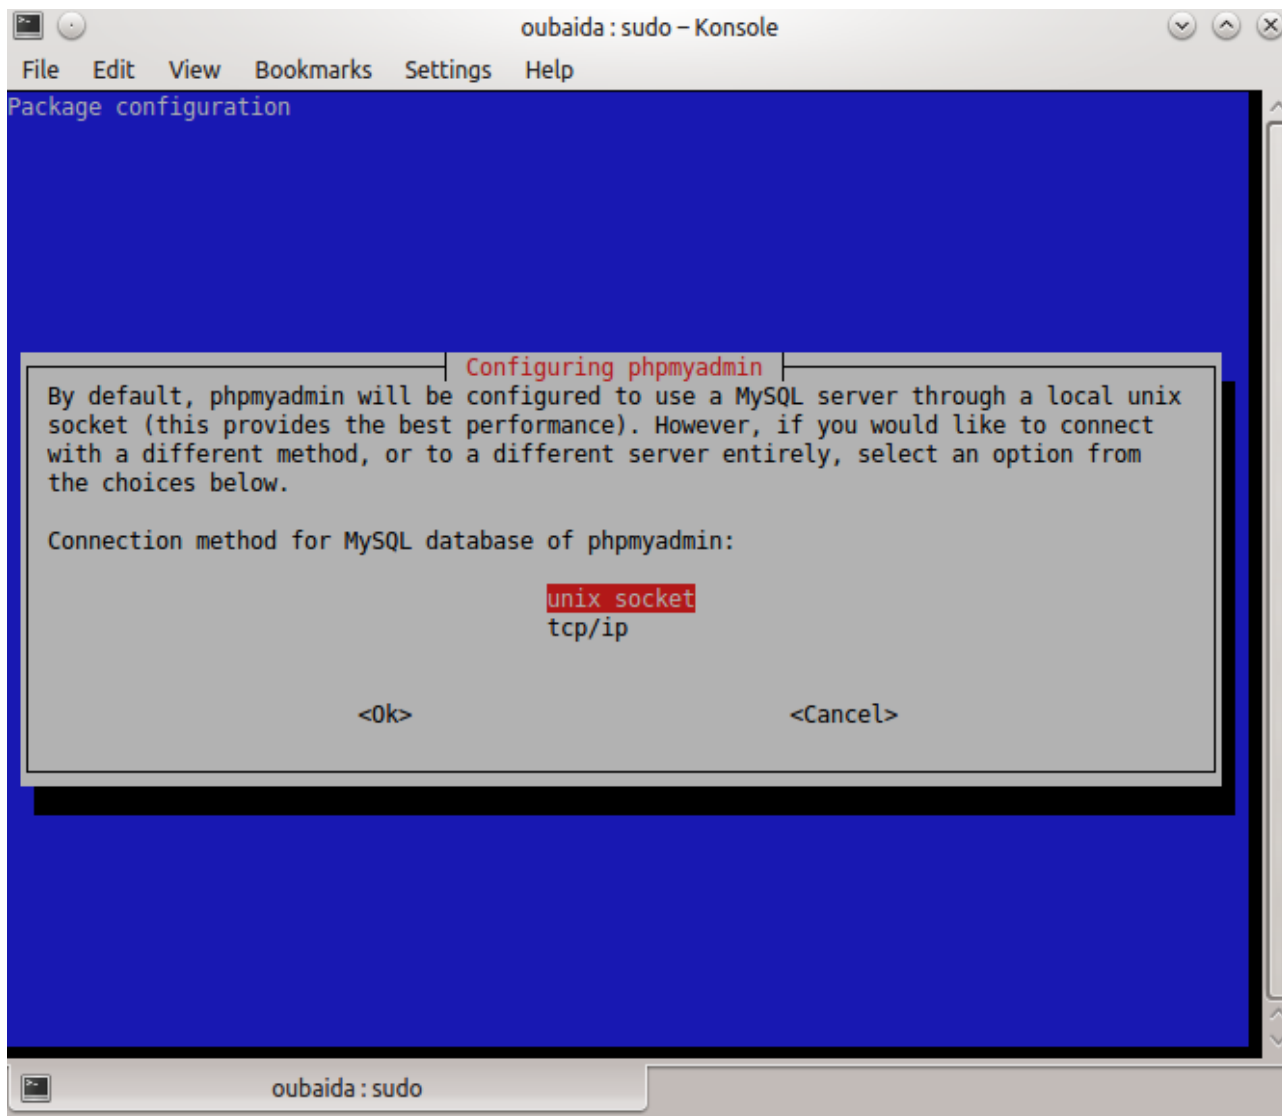 oubaida : sudo – Konsole
File Edit View Bookmarks Settings Help
Package configuration
Configuring phpmyadmin
By default, phpmyadmin will be configured to use a MySQL server through a local unix
socket (this provides the best performance). However, if you would like to connect
with a different method, or to a different server entirely, select an option from
the choices below.
Connection method for MySQL database of phpmyadmin:
unix socket
tcp/ip
<Ok> <Cancel>
oubaida : sudo